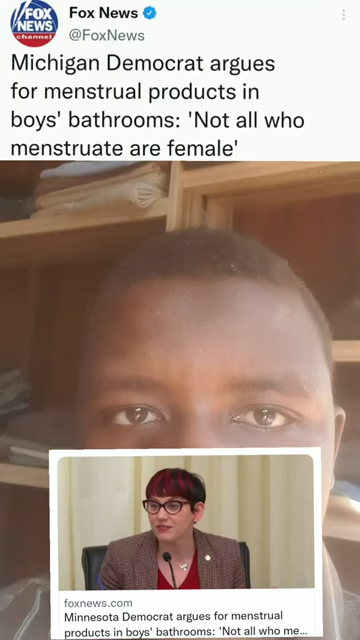 FOX
NEWS
channel
Fox News
@FoxNews
Michigan Democrat argues
for menstrual products in
boys' bathrooms: 'Not all who
menstruate are female'
foxnews.com
Minnesota Democrat argues for menstrual
products in boys' bathrooms: 'Not all who me...